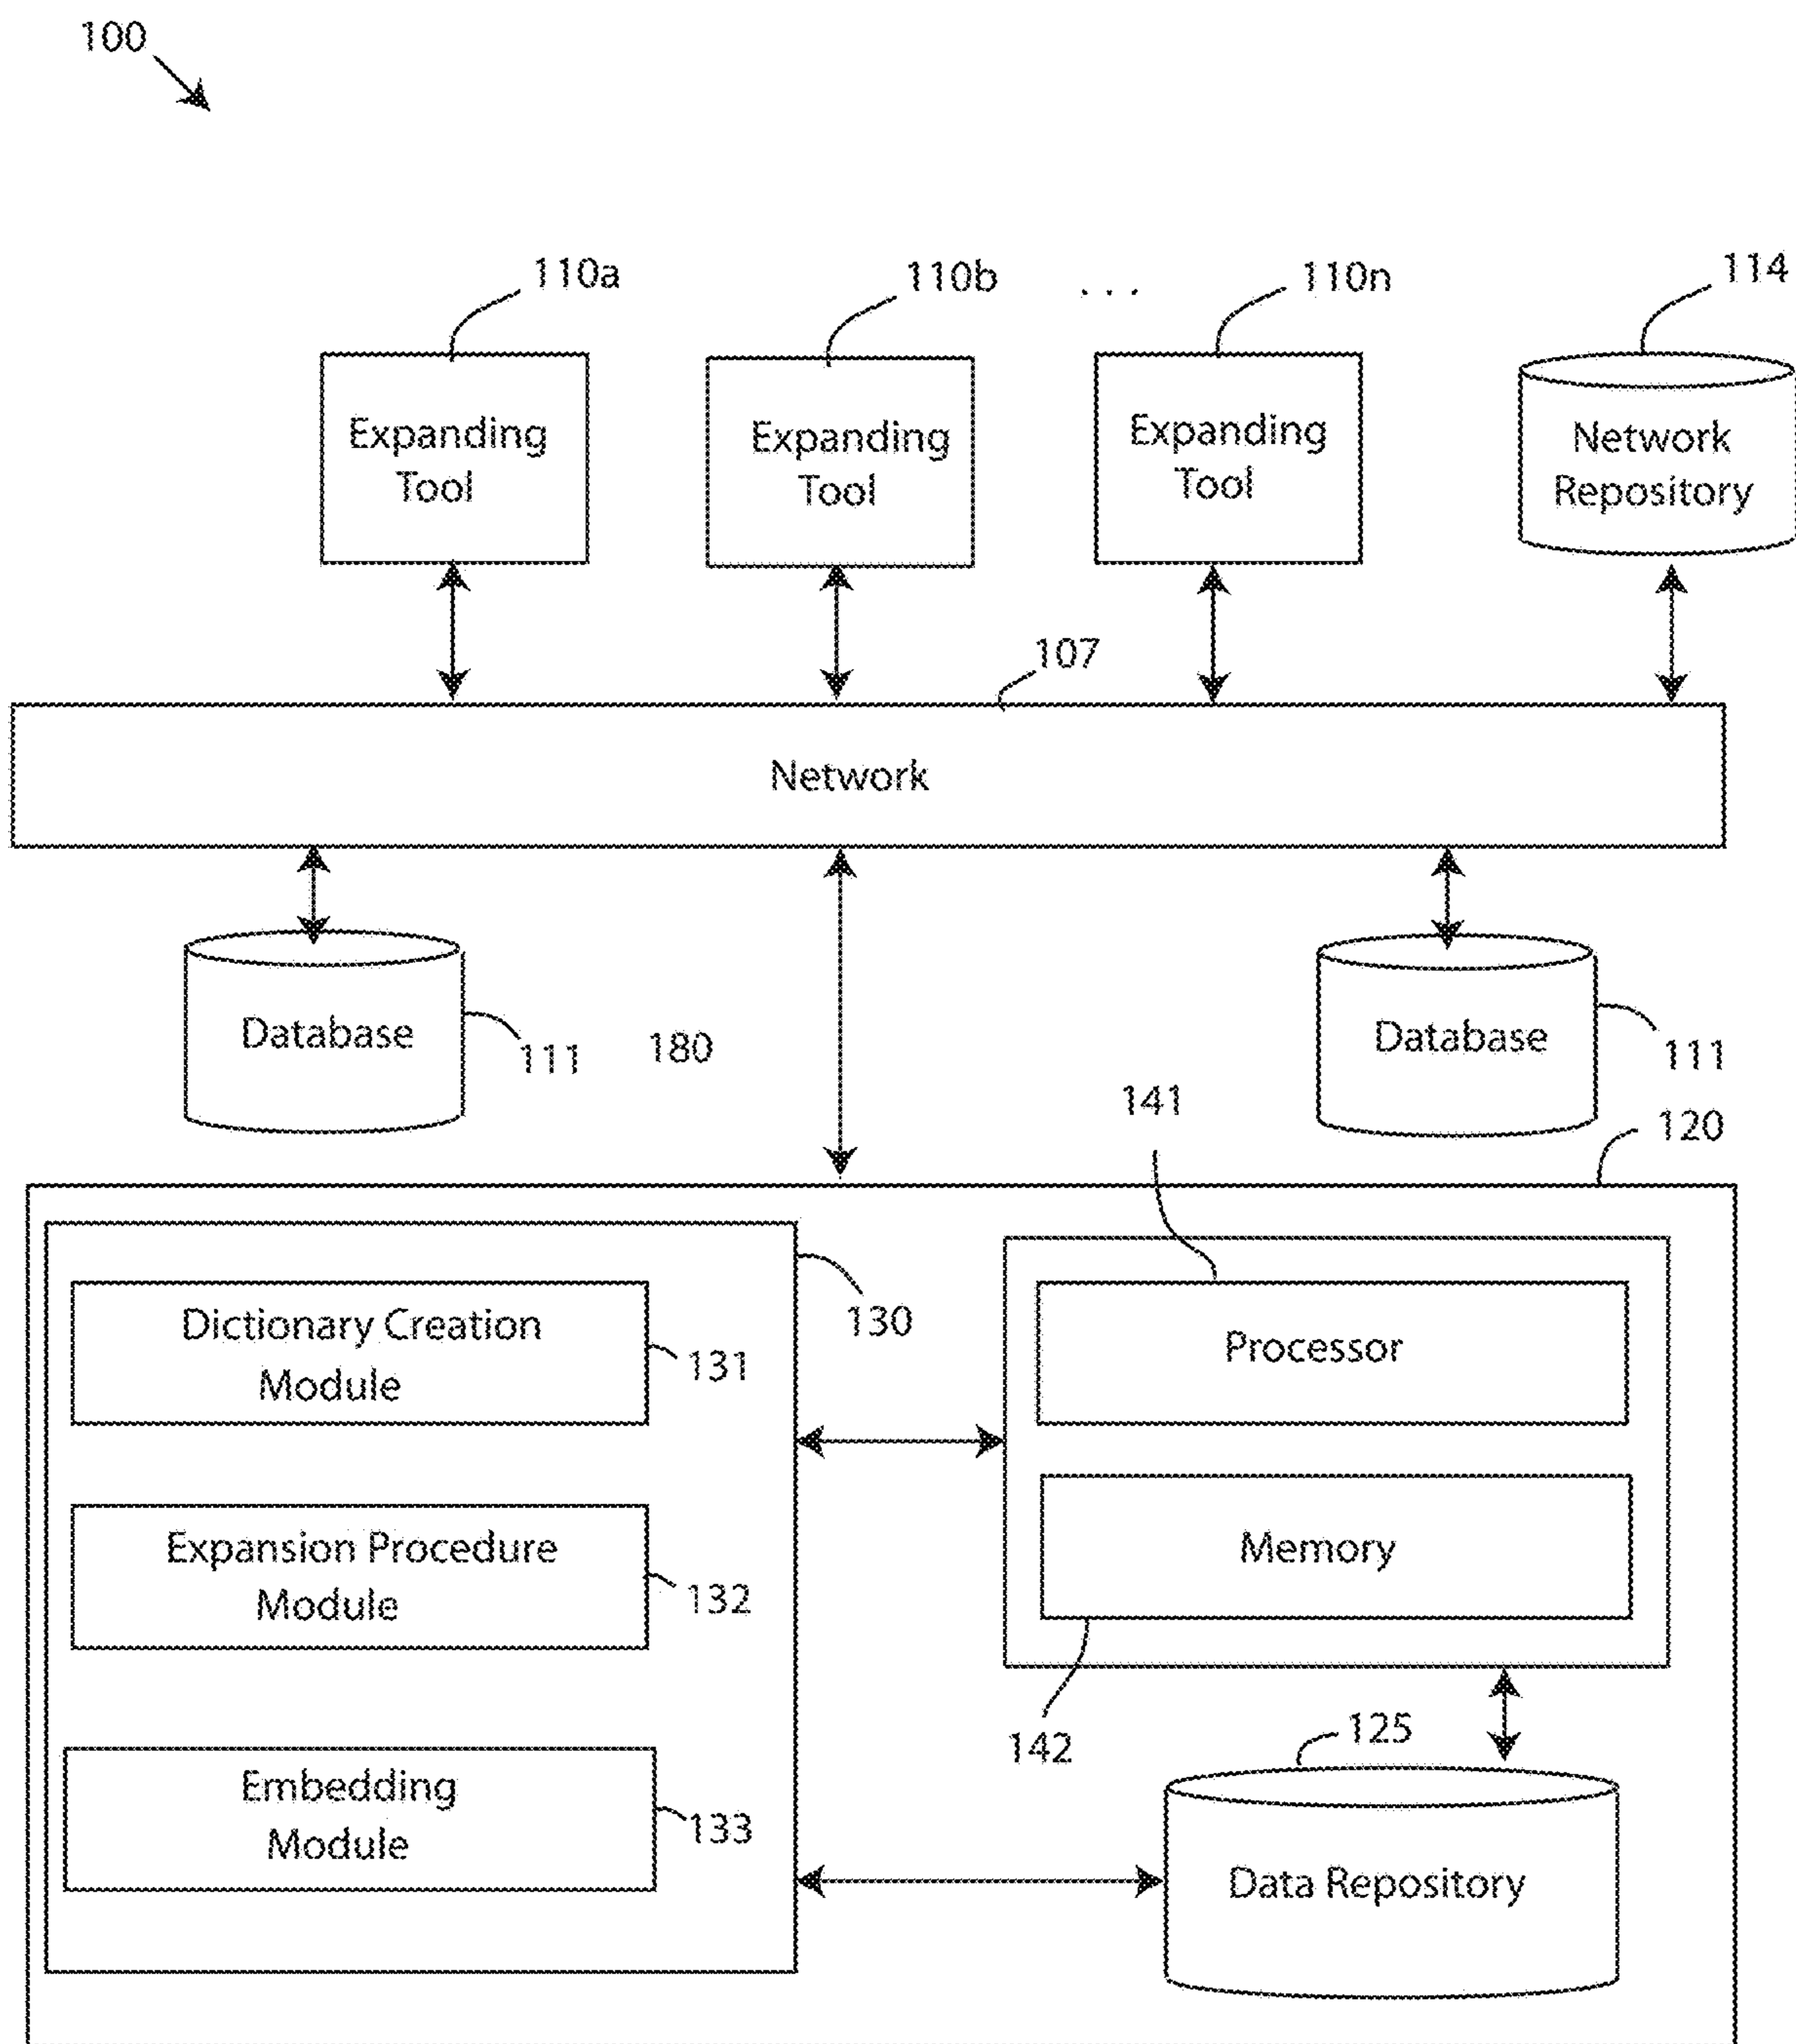 100
110a
110b
. . .
110n
114
Expanding
Tool
Expanding
Tool
Expanding
Tool
Network
Repository
107
Network
Database
111
180
Database
111
141
120
Dictionary Creation
Module
131
130
Processor
Expansion Procedure
Module
132
Memory
142
125
Embedding
Module
133
Data Repository